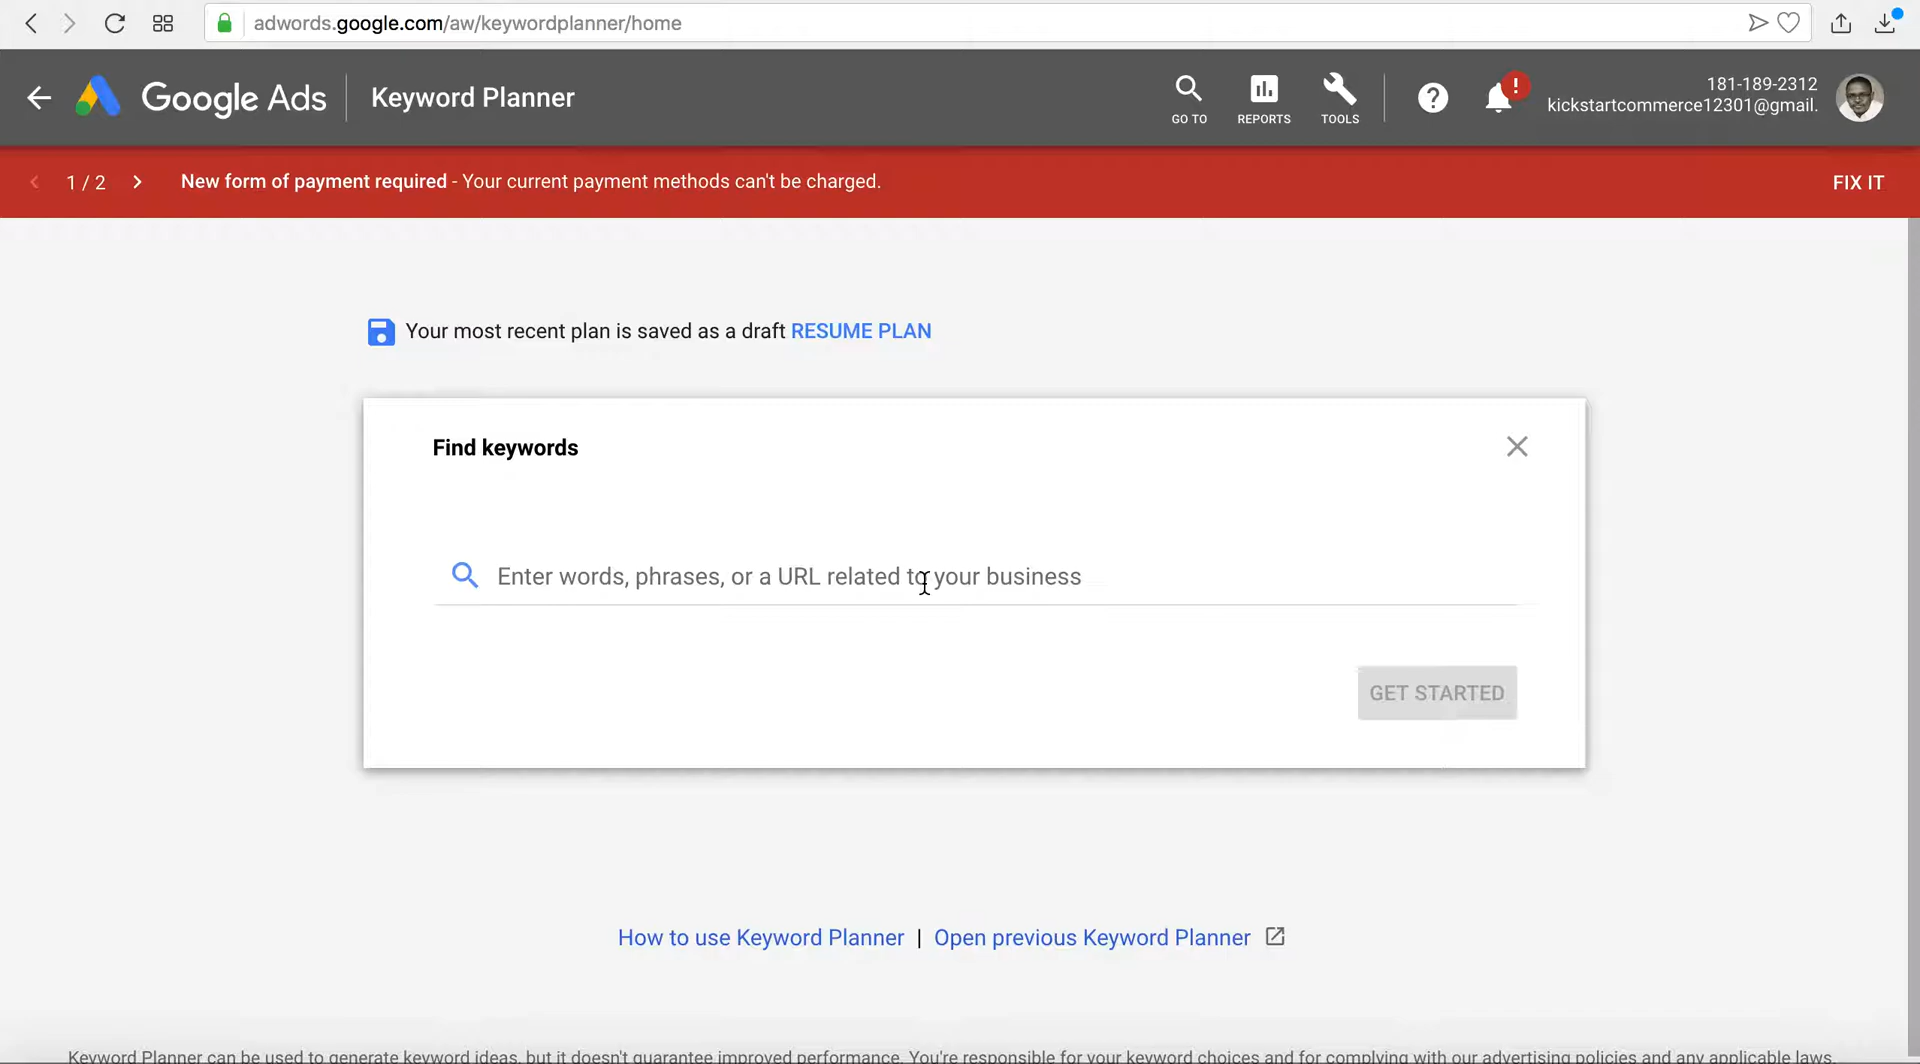 adwords.google.com/aw/keywordplanner/home
Google Ads
Keyword Planner
GO TO
REPORTS
TOOLS
?
!
181-189-2312
kickstartcommerce12301@gmail.
1 / 2
New form of payment required - Your current payment methods can't be charged.
FIX IT
Your most recent plan is saved as a draft RESUME PLAN
Find keywords
Enter words, phrases, or a URL related to your business
GET STARTED
How to use Keyword Planner | Open previous Keyword Planner
Keyword Planner can be used to generate keyword ideas, but it doesn't guarantee improved performance. You're responsible for your keyword choices and for complying with our advertising policies and any applicable laws.